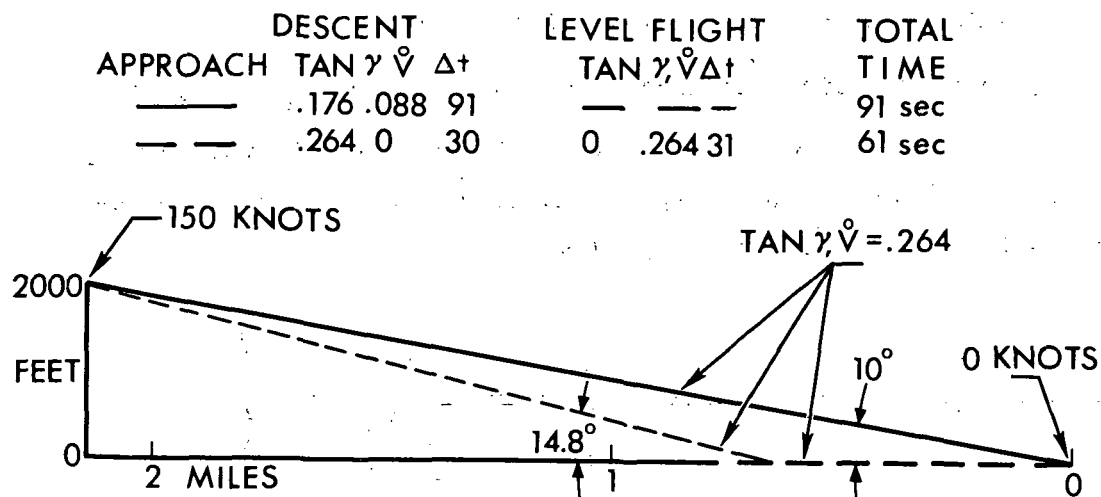 DESCENT LEVEL FLIGHT TOTAL
APPROACH TAN γ V̊ Δt TAN γ, V̊ Δt TIME
.176 .088 91 91 sec
.264 0 30 0 .264 31 61 sec
150 KNOTS
TAN γ, V̊ = .264
2000
FEET
10°
0 KNOTS
14.8°
0
2 MILES 1 0